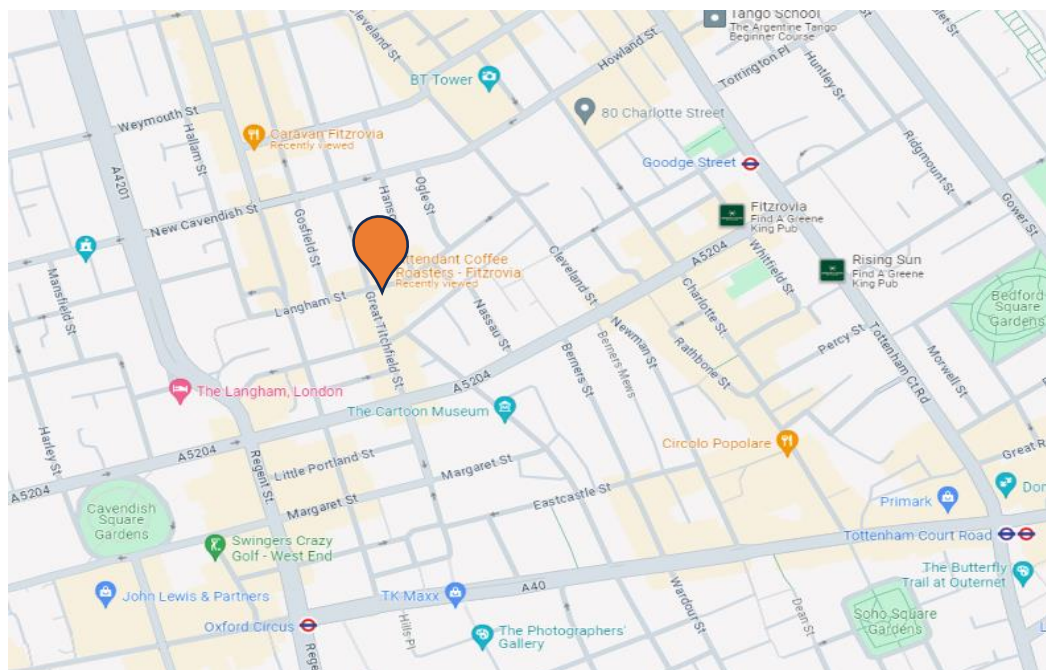 Tango School
The Argentine Tango
Beginner Course
Cleveland St
Howland St
Torrington Pl
Huntley St
BT Tower
80 Charlotte Street
Weymouth St
Hallam St
Caravan Fitzrovia
Recently viewed
Goodge Street
Ridgmount St
Gower St
A4201
Ogle St
New Cavendish St
Gosfield St
Fitzrovia
Find A Greene
King Pub
Whitfield St
A5204
Cleveland St
Rising Sun
Find A Greene
King Pub
Mansfield St
Roasters - Fitzrovia
Recently viewed
Langham St
Great Titchfield St.
Nassau St
Charlotte St.
Bedford
Square
Gardens
Newman St
Berners Mews
Berners St
Rathbone St
Percy St
Tottenham Ct Rd
Morwell St
The Langham, London
A5204
The Cartoon Museum
Harley St
A5204
Regent St.
Little Portland St
Margaret St
Circolo Popolare
A5204
Cavendish
Square
Gardens
Margaret St
Eastcastle St
Primark
Swingers Crazy
Golf - West End
Tottenham Court Road
The Butterfly
Trail at Outernet
John Lewis & Partners
TK Maxx
A40
Oxford Circus
Hills Pl
The Photographers'
Gallery
Wardour St
Dean St
Soho Square
Gardens